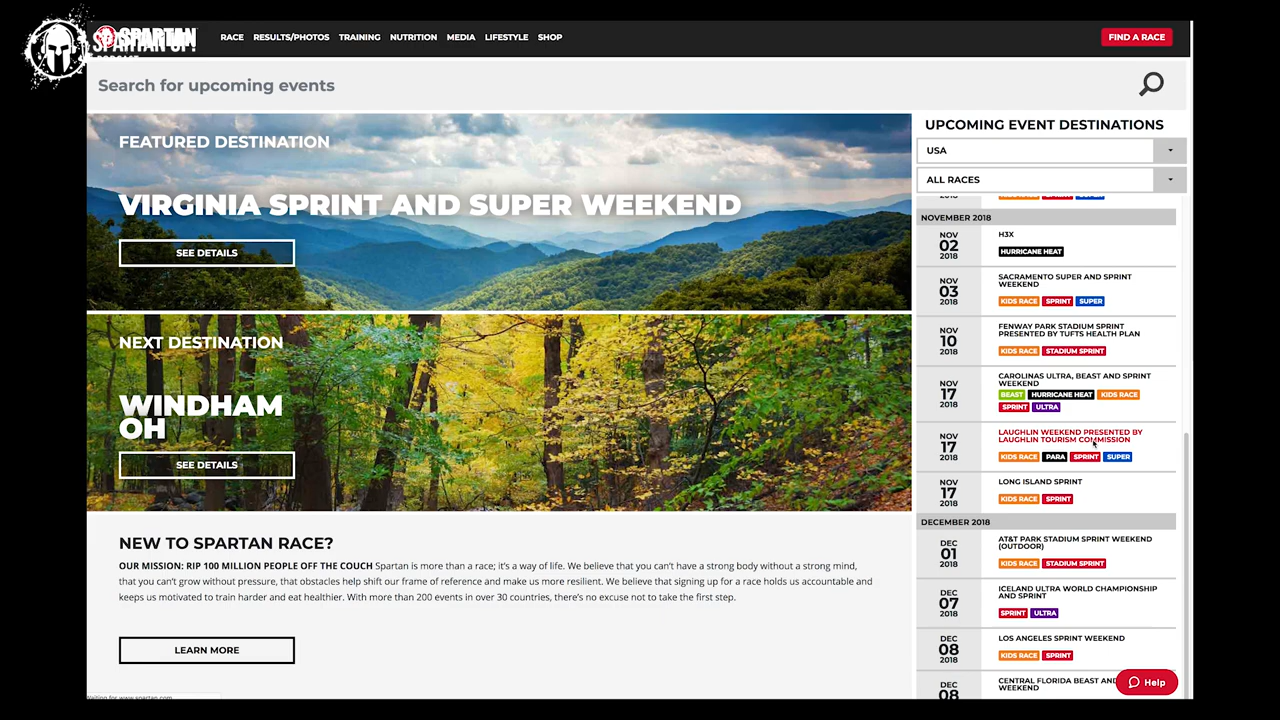 SPARTAN UP!
PODCAST
SPARTAN
RACE RESULTS/PHOTOS TRAINING NUTRITION MEDIA LIFESTYLE SHOP
FIND A RACE
Search for upcoming events
FEATURED DESTINATION
VIRGINIA SPRINT AND SUPER WEEKEND
SEE DETAILS
NEXT DESTINATION
WINDHAM
OH
SEE DETAILS
NEW TO SPARTAN RACE?
OUR MISSION: RIP 100 MILLION PEOPLE OFF THE COUCH Spartan is more than a race; it's a way of life. We believe that you can't have a strong body without a strong mind,
that you can't grow without pressure, that obstacles help shift our frame of reference and make us more resilient. We believe that signing up for a race holds us accountable and
keeps us motivated to train harder and eat healthier. With more than 200 events in over 30 countries, there's no excuse not to take the first step.
LEARN MORE
Waiting for www.spartan.com
UPCOMING EVENT DESTINATIONS
USA
ALL RACES
2018
NOVEMBER 2018
NOV
02
2018
H3X
HURRICANE HEAT
NOV
03
2018
SACRAMENTO SUPER AND SPRINT
WEEKEND
KIDS RACE SPRINT SUPER
NOV
10
2018
FENWAY PARK STADIUM SPRINT
PRESENTED BY TUFTS HEALTH PLAN
KIDS RACE STADIUM SPRINT
NOV
17
2018
CAROLINAS ULTRA, BEAST AND SPRINT
WEEKEND
BEAST HURRICANE HEAT KIDS RACE
SPRINT ULTRA
NOV
17
2018
LAUGHLIN WEEKEND PRESENTED BY
LAUGHLIN TOURISM COMMISSION
KIDS RACE PARA SPRINT SUPER
NOV
17
2018
LONG ISLAND SPRINT
KIDS RACE SPRINT
DECEMBER 2018
DEC
01
2018
AT&T PARK STADIUM SPRINT WEEKEND
(OUTDOOR)
KIDS RACE STADIUM SPRINT
DEC
07
2018
ICELAND ULTRA WORLD CHAMPIONSHIP
AND SPRINT
SPRINT ULTRA
DEC
08
2018
LOS ANGELES SPRINT WEEKEND
KIDS RACE SPRINT
DEC
08
CENTRAL FLORIDA BEAST AND
WEEKEND
Help